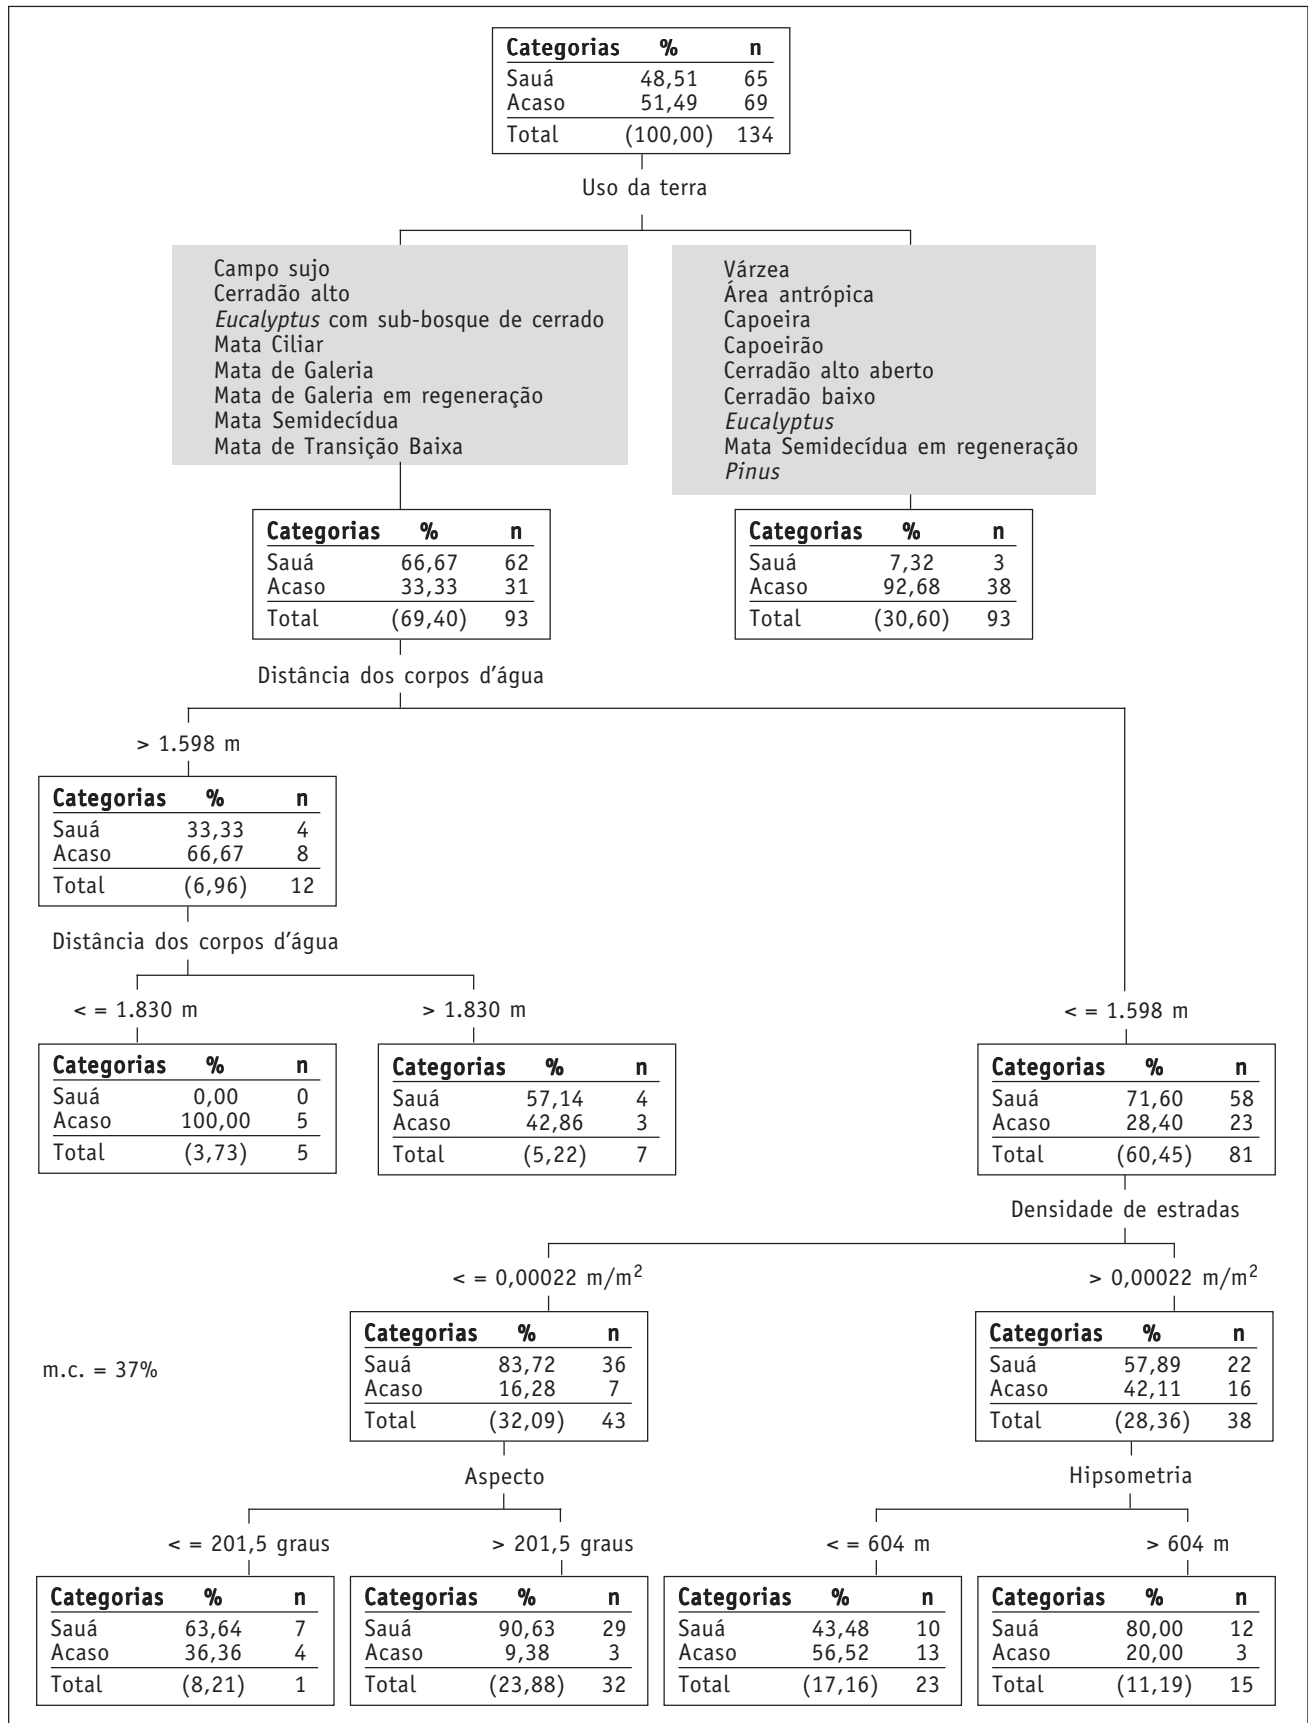 Categorias % n
Sauá 48,51 65
Acaso 51,49 69
Total (100,00) 134
Uso da terra
Campo sujo
Cerradão alto
Eucalyptus com sub-bosque de cerrado
Mata Ciliar
Mata de Galeria
Mata de Galeria em regeneração
Mata Semidecídua
Mata de Transição Baixa
Várzea
Área antrópica
Capoeira
Capoeirão
Cerradão alto aberto
Cerradão baixo
Eucalyptus
Mata Semidecídua em regeneração
Pinus
Categorias % n
Sauá 66,67 62
Acaso 33,33 31
Total (69,40) 93
Categorias % n
Sauá 7,32 3
Acaso 92,68 38
Total (30,60) 93
Distância dos corpos d'água
> 1.598 m
Categorias % n
Sauá 33,33 4
Acaso 66,67 8
Total (6,96) 12
Distância dos corpos d'água
< = 1.830 m
> 1.830 m
< = 1.598 m
Categorias % n
Sauá 0,00 0
Acaso 100,00 5
Total (3,73) 5
Categorias % n
Sauá 57,14 4
Acaso 42,86 3
Total (5,22) 7
Categorias % n
Sauá 71,60 58
Acaso 28,40 23
Total (60,45) 81
Densidade de estradas
< = 0,00022 m/m²
> 0,00022 m/m²
m.c. = 37%
Categorias % n
Sauá 83,72 36
Acaso 16,28 7
Total (32,09) 43
Categorias % n
Sauá 57,89 22
Acaso 42,11 16
Total (28,36) 38
Aspecto
Hipsometria
< = 201,5 graus
> 201,5 graus
< = 604 m
> 604 m
Categorias % n
Sauá 63,64 7
Acaso 36,36 4
Total (8,21) 1
Categorias % n
Sauá 90,63 29
Acaso 9,38 3
Total (23,88) 32
Categorias % n
Sauá 43,48 10
Acaso 56,52 13
Total (17,16) 23
Categorias % n
Sauá 80,00 12
Acaso 20,00 3
Total (11,19) 15